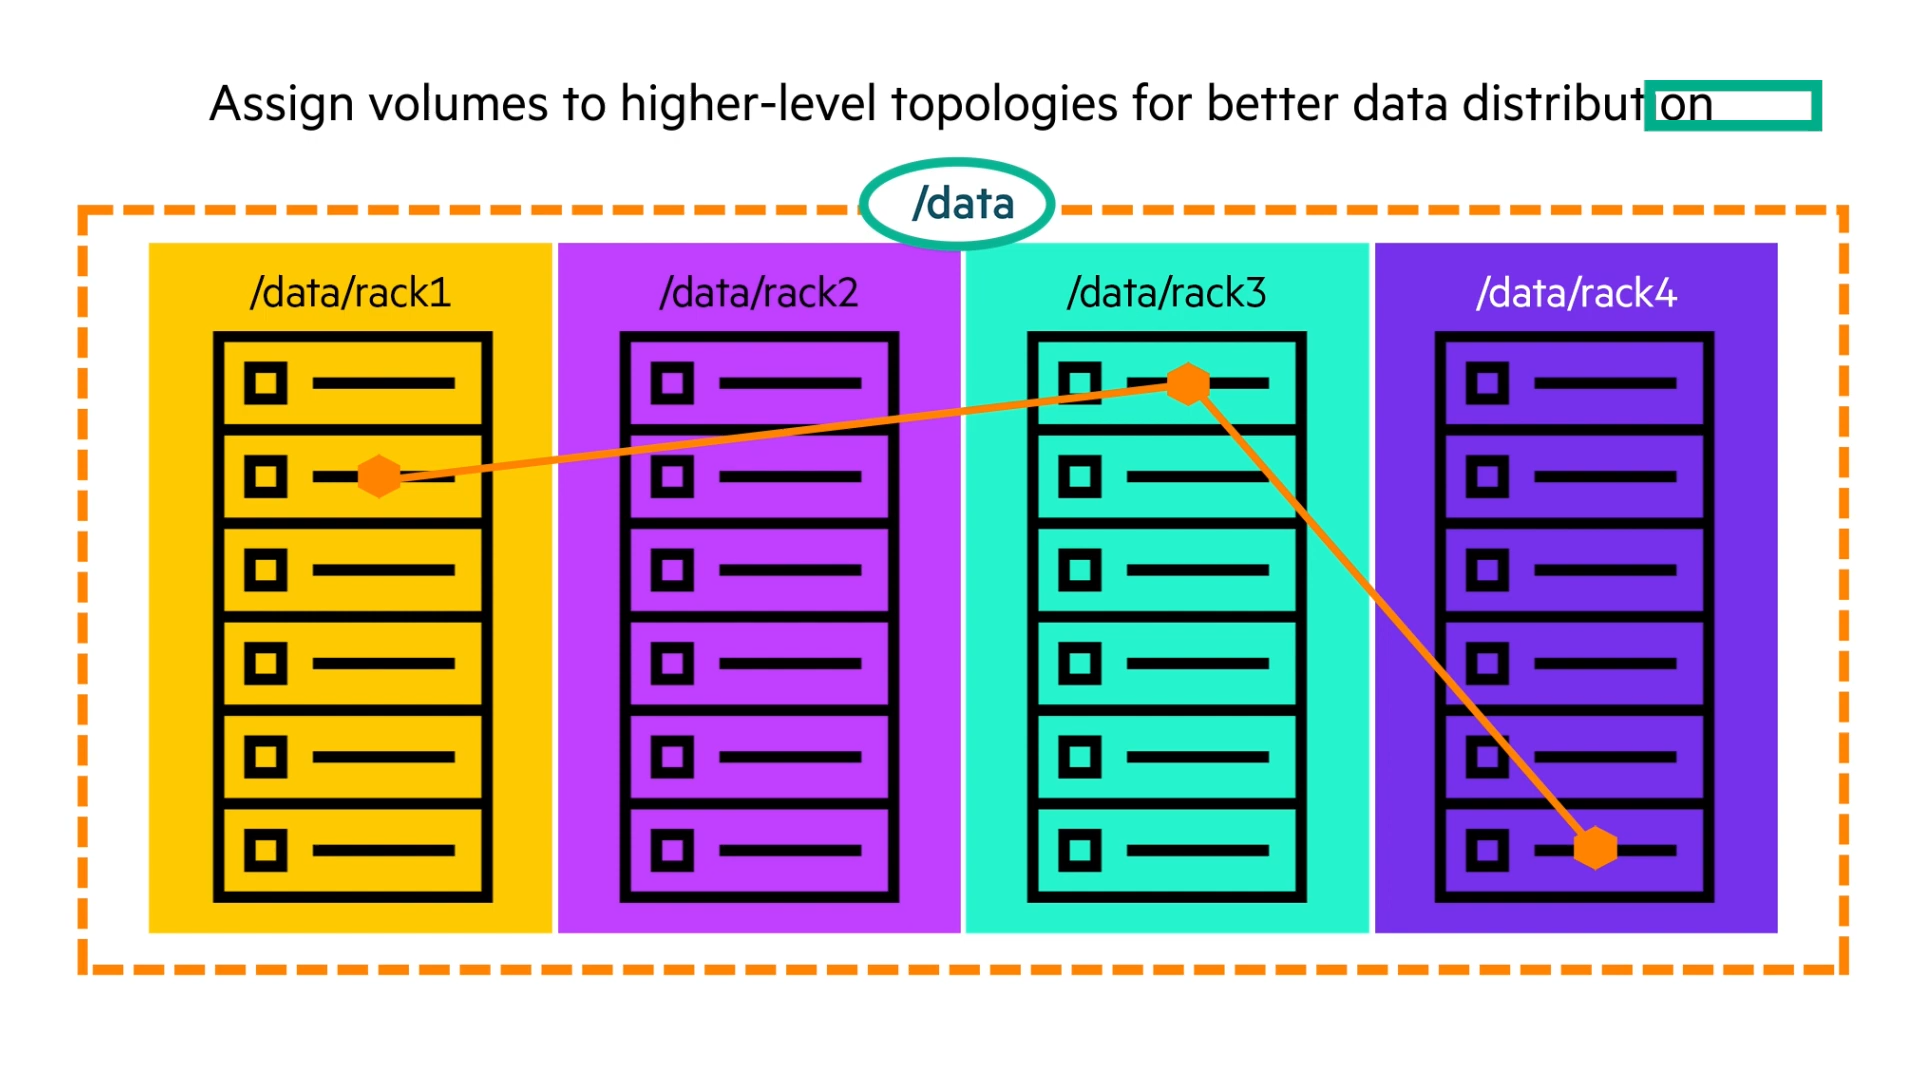 Assign volumes to higher-level topologies for better data distribution
/data
/data/rack1
/data/rack2
/data/rack3
/data/rack4